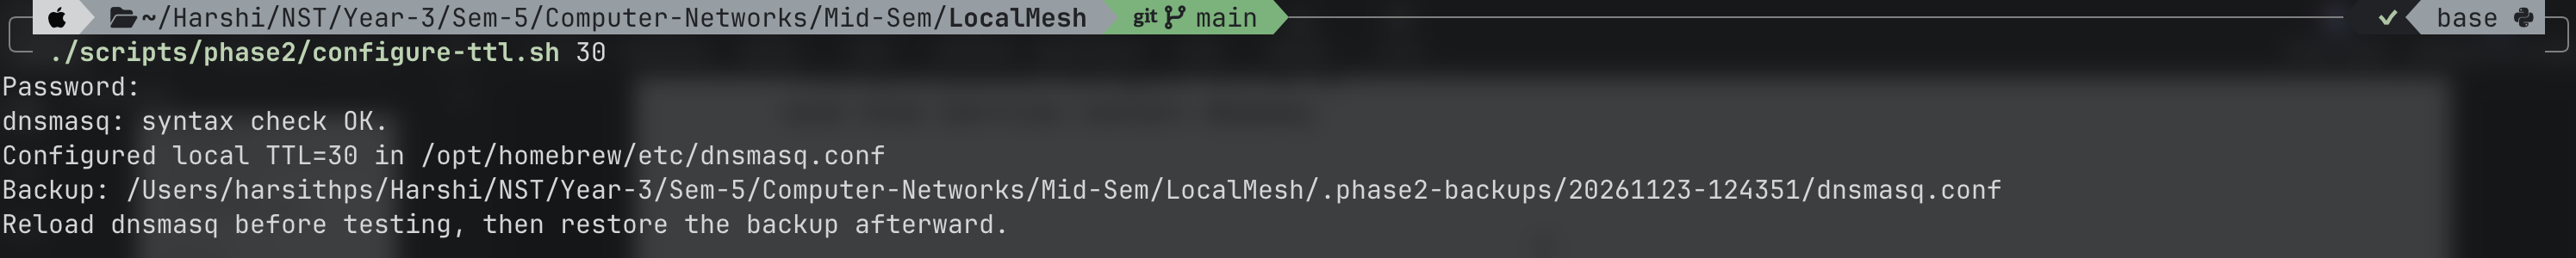 ~/Harshi/NST/Year-3/Sem-5/Computer-Networks/Mid-Sem/LocalMesh git main base
./scripts/phase2/configure-ttl.sh 30
Password:
dnsmasq: syntax check OK.
Configured local TTL=30 in /opt/homebrew/etc/dnsmasq.conf
Backup: /Users/harsithps/Harshi/NST/Year-3/Sem-5/Computer-Networks/Mid-Sem/LocalMesh/.phase2-backups/20261123-124351/dnsmasq.conf
Reload dnsmasq before testing, then restore the backup afterward.